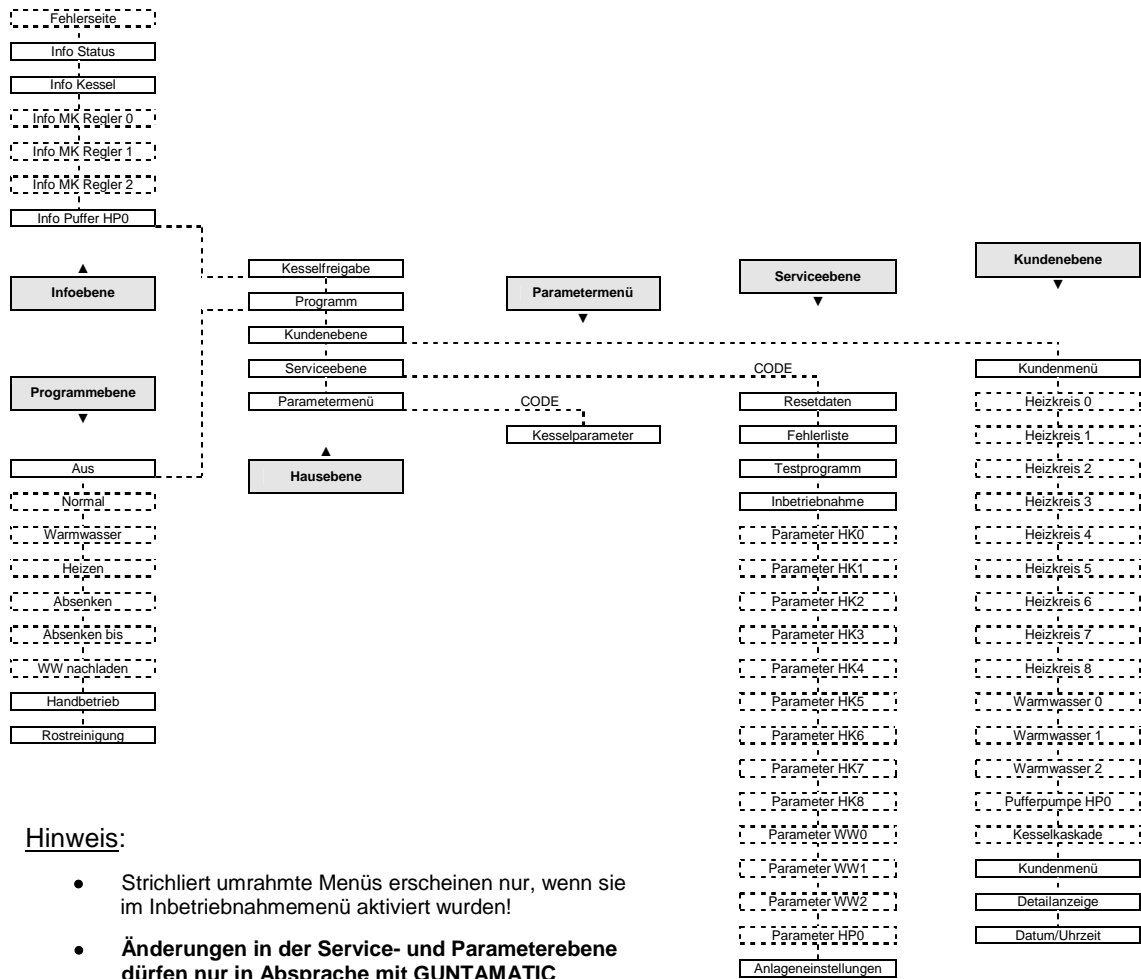 Fehlerseite
Info Status
Info Kessel
Info MK Regler 0
Info MK Regler 1
Info MK Regler 2
Info Puffer HP0
▲
Infoebene
Programmebene
▼
Aus
Normal
Warmwasser
Heizen
Absenken
Absenken bis
WW nachladen
Handbetrieb
Rostreinigung
Kesselfreigabe
Programm
Kundenebene
Serviceebene
Parametermenü
▲
Hausebene
Parametermenü
▼
CODE
Kesselparameter
Serviceebene
▼
CODE
Resetdaten
Fehlerliste
Testprogramm
Inbetriebnahme
Parameter HK0
Parameter HK1
Parameter HK2
Parameter HK3
Parameter HK4
Parameter HK5
Parameter HK6
Parameter HK7
Parameter HK8
Parameter WW0
Parameter WW1
Parameter WW2
Parameter HP0
Anlageneinstellungen
Kundenebene
▼
Kundenmenü
Heizkreis 0
Heizkreis 1
Heizkreis 2
Heizkreis 3
Heizkreis 4
Heizkreis 5
Heizkreis 6
Heizkreis 7
Heizkreis 8
Warmwasser 0
Warmwasser 1
Warmwasser 2
Pufferpumpe HP0
Kesselkaskade
Kundenmenü
Detailanzeige
Datum/Uhrzeit
Hinweis:
• Strichliert umrahmte Menüs erscheinen nur, wenn sie
im Inbetriebnahmemenü aktiviert wurden!
• Änderungen in der Service- und Parameterebene
dürfen nur in Absprache mit GUNTAMATIC